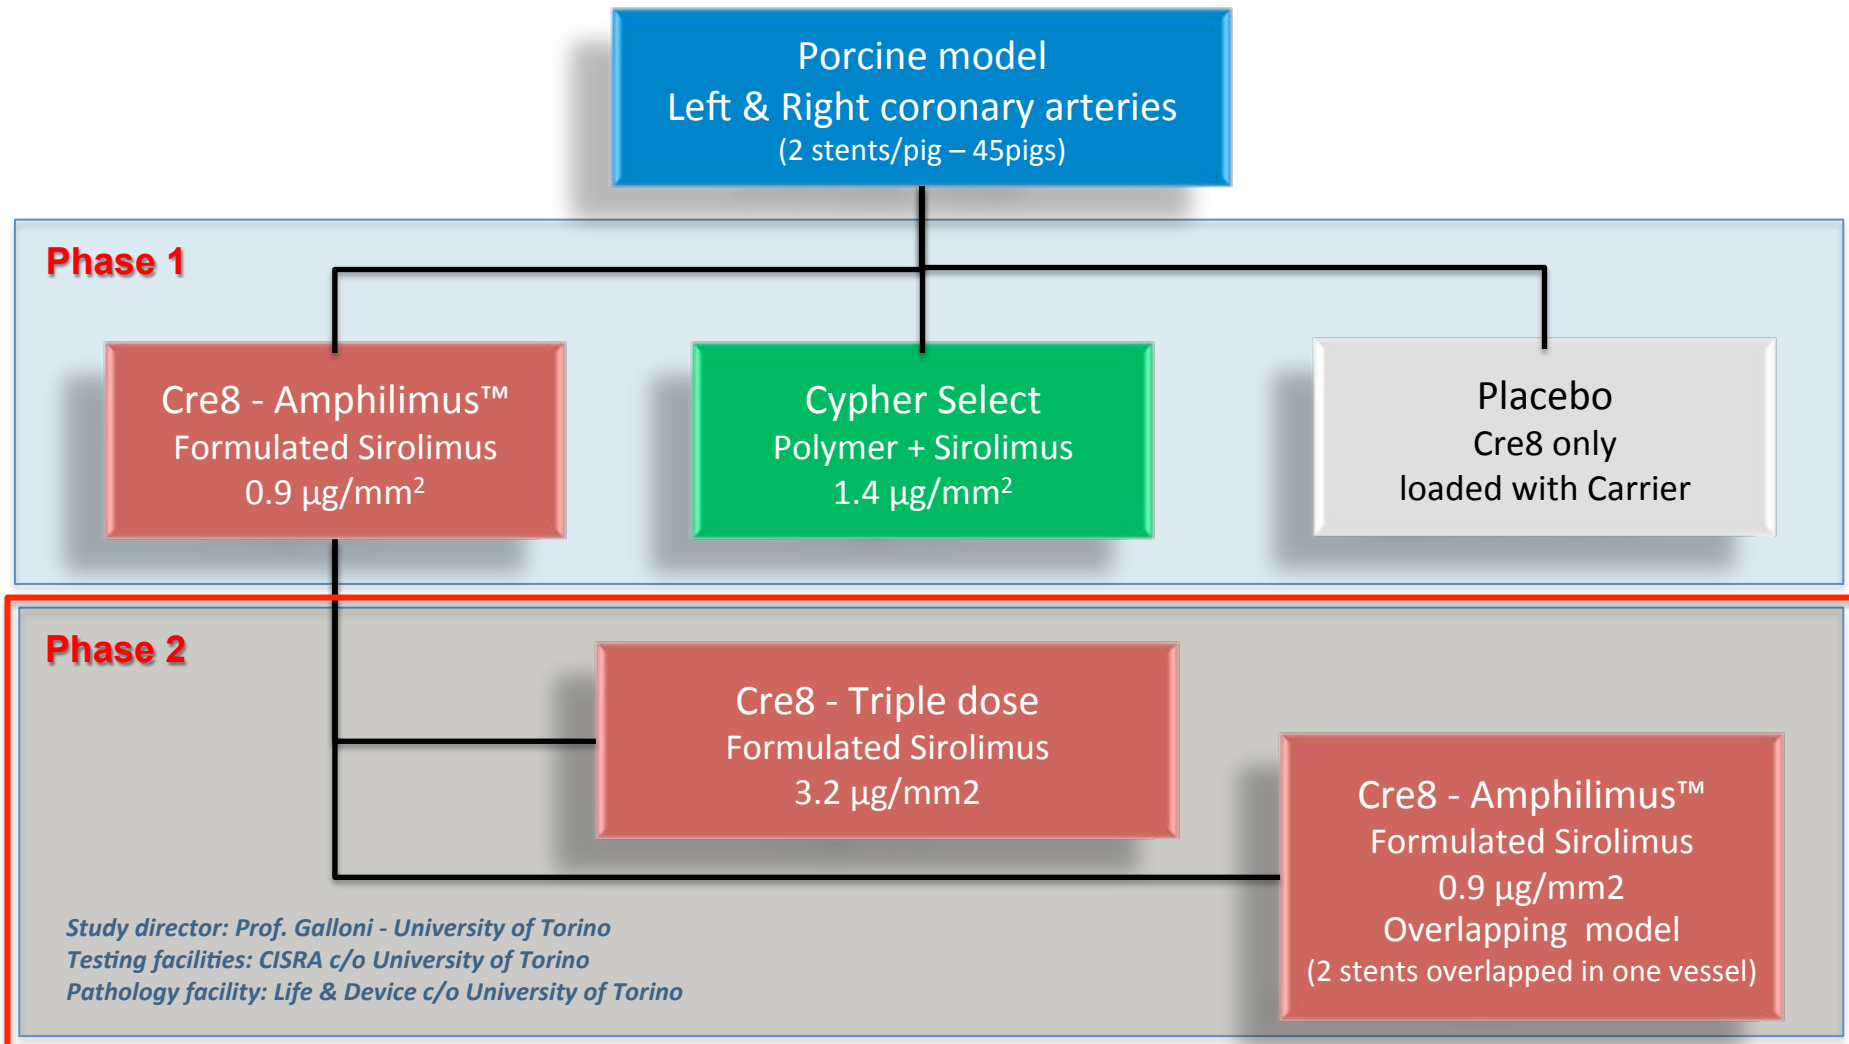 Porcine model
Left & Right coronary arteries
(2 stents/pig – 45pigs)
Phase 1
Cre8 - Amphilimus™
Formulated Sirolimus
0.9 µg/mm²
Cypher Select
Polymer + Sirolimus
1.4 µg/mm²
Placebo
Cre8 only
loaded with Carrier
Phase 2
Cre8 - Triple dose
Formulated Sirolimus
3.2 µg/mm2
Cre8 - Amphilimus™
Formulated Sirolimus
0.9 µg/mm2
Overlapping model
(2 stents overlapped in one vessel)
Study director: Prof. Galloni - University of Torino
Testing facilities: CISRA c/o University of Torino
Pathology facility: Life & Device c/o University of Torino